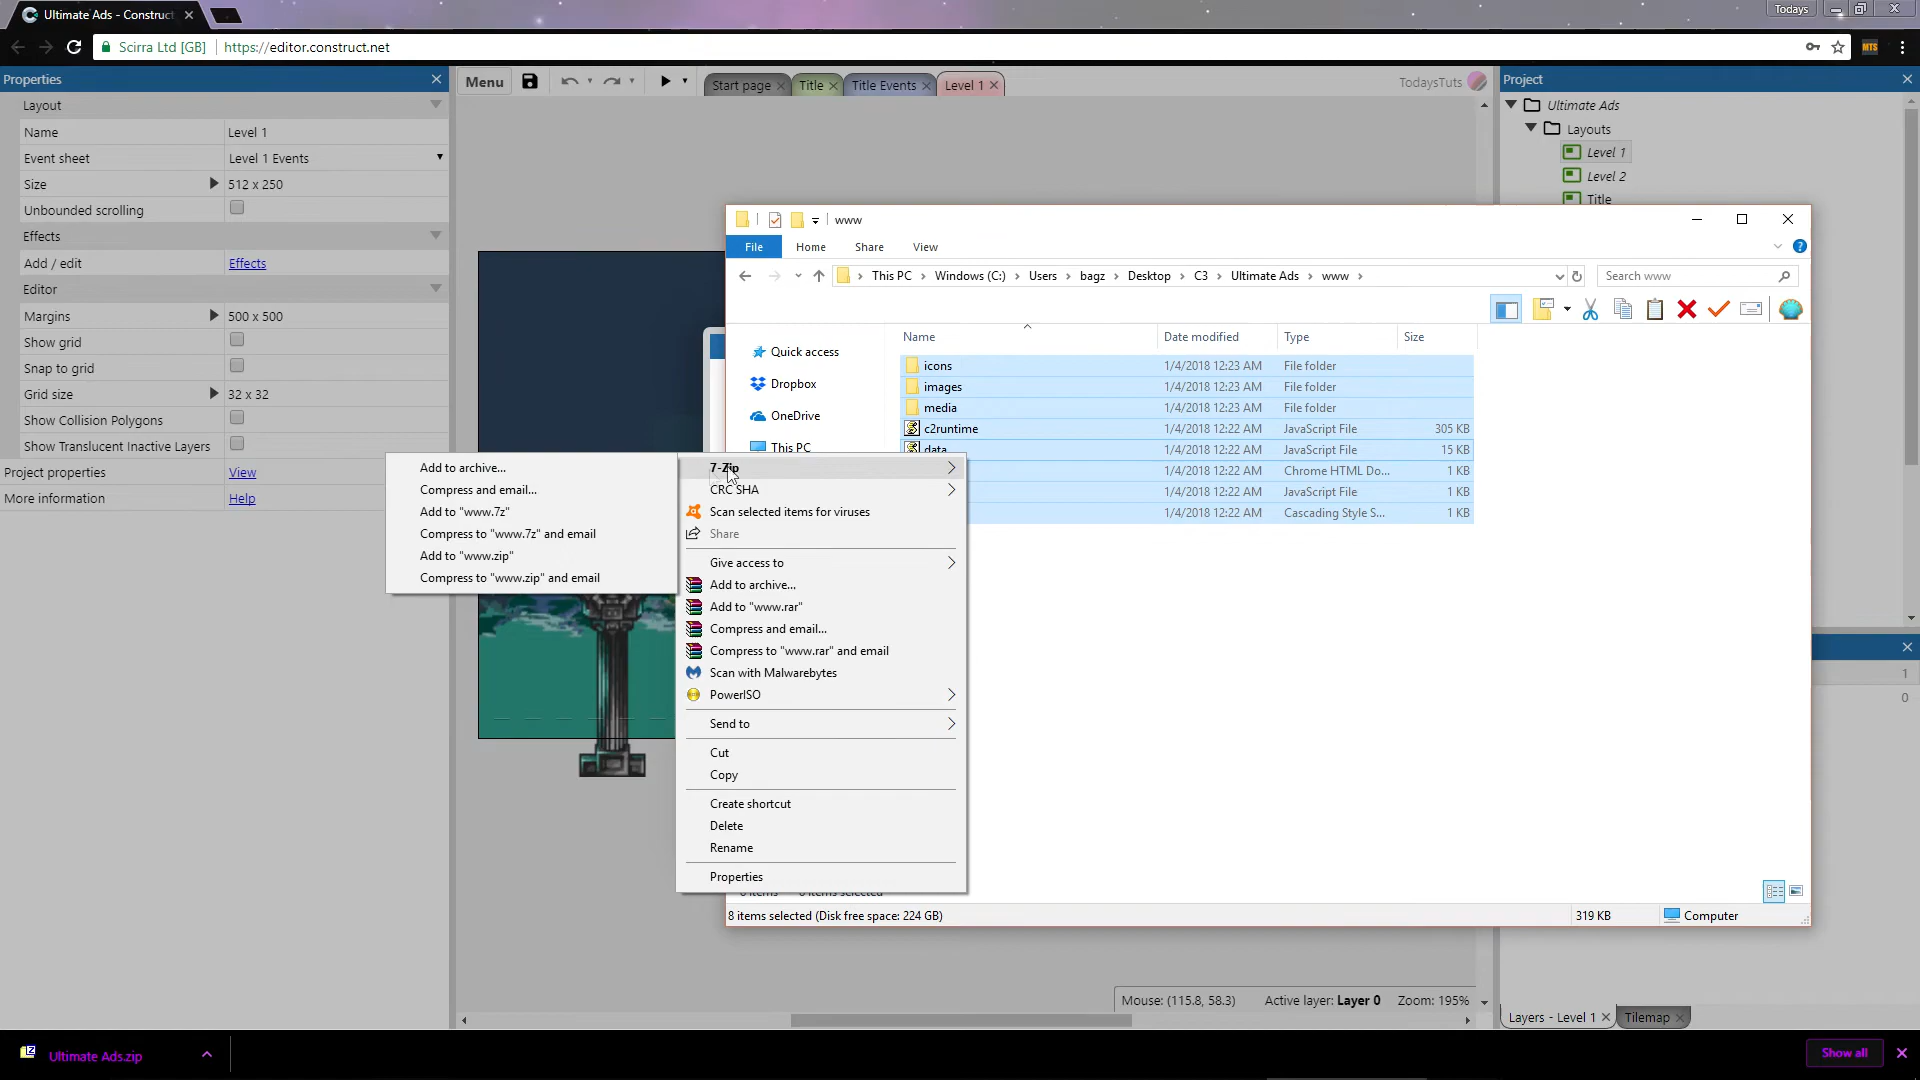 Ultimate Ads - Construct
Todays
Scirra Ltd [GB]
https://editor.construct.net
MTS
Properties
Layout
Name
Level 1
Event sheet
Level 1 Events
Size
512 x 250
Unbounded scrolling
Effects
Add / edit
Effects
Editor
Margins
500 x 500
Show grid
Snap to grid
Grid size
32 x 32
Show Collision Polygons
Show Translucent Inactive Layers
Project properties
View
More information
Help
Menu
Start page
Title
Title Events
Level 1
TodaysTuts
Project
Ultimate Ads
Layouts
Level 1
Level 2
Title
1
0
www
File
Home
Share
View
This PC
Windows (C:)
Users
bagz
Desktop
C3
Ultimate Ads
www
Search www
Name
Date modified
Type
Size
Quick access
Dropbox
OneDrive
This PC
icons
1/4/2018 12:23 AM
File folder
images
1/4/2018 12:23 AM
File folder
media
1/4/2018 12:23 AM
File folder
c2runtime
1/4/2018 12:22 AM
JavaScript File
305 KB
data
1/4/2018 12:22 AM
JavaScript File
15 KB
1/4/2018 12:22 AM
Chrome HTML Do...
1 KB
1/4/2018 12:22 AM
JavaScript File
1 KB
1/4/2018 12:22 AM
Cascading Style S...
1 KB
Add to archive...
Compress and email...
Add to "www.7z"
Compress to "www.7z" and email
Add to "www.zip"
Compress to "www.zip" and email
7-Zip
CRC SHA
Scan selected items for viruses
Share
Give access to
Add to archive...
Add to "www.rar"
Compress and email...
Compress to "www.rar" and email
Scan with Malwarebytes
PowerISO
Send to
Cut
Copy
Create shortcut
Delete
Rename
Properties
8 items selected (Disk free space: 224 GB)
319 KB
Computer
Mouse: (115.8, 58.3)
Active layer: Layer 0
Zoom: 195%
Layers - Level 1
Tilemap
Ultimate Ads.zip
Show all